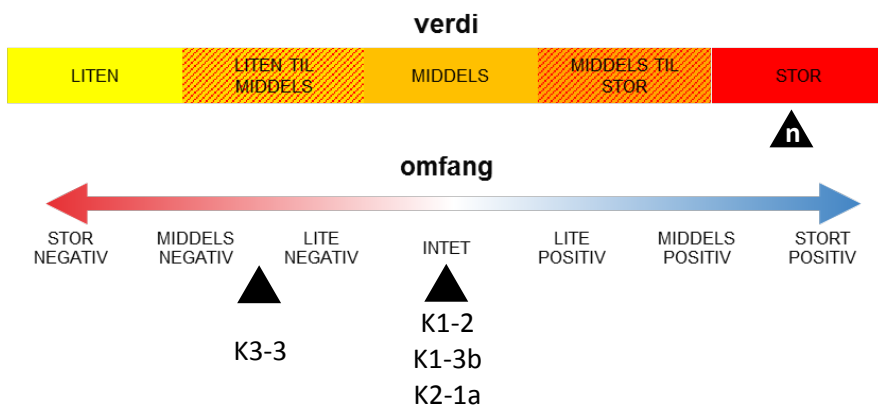 verdi
LITEN
LITEN TIL
MIDDELS
MIDDELS
MIDDELS TIL
STOR
STOR
n
omfang
STOR
NEGATIV
MIDDELS
NEGATIV
LITE
NEGATIV
INTET
LITE
POSITIV
MIDDELS
POSITIV
STORT
POSITIV
K3-3
K1-2
K1-3b
K2-1a